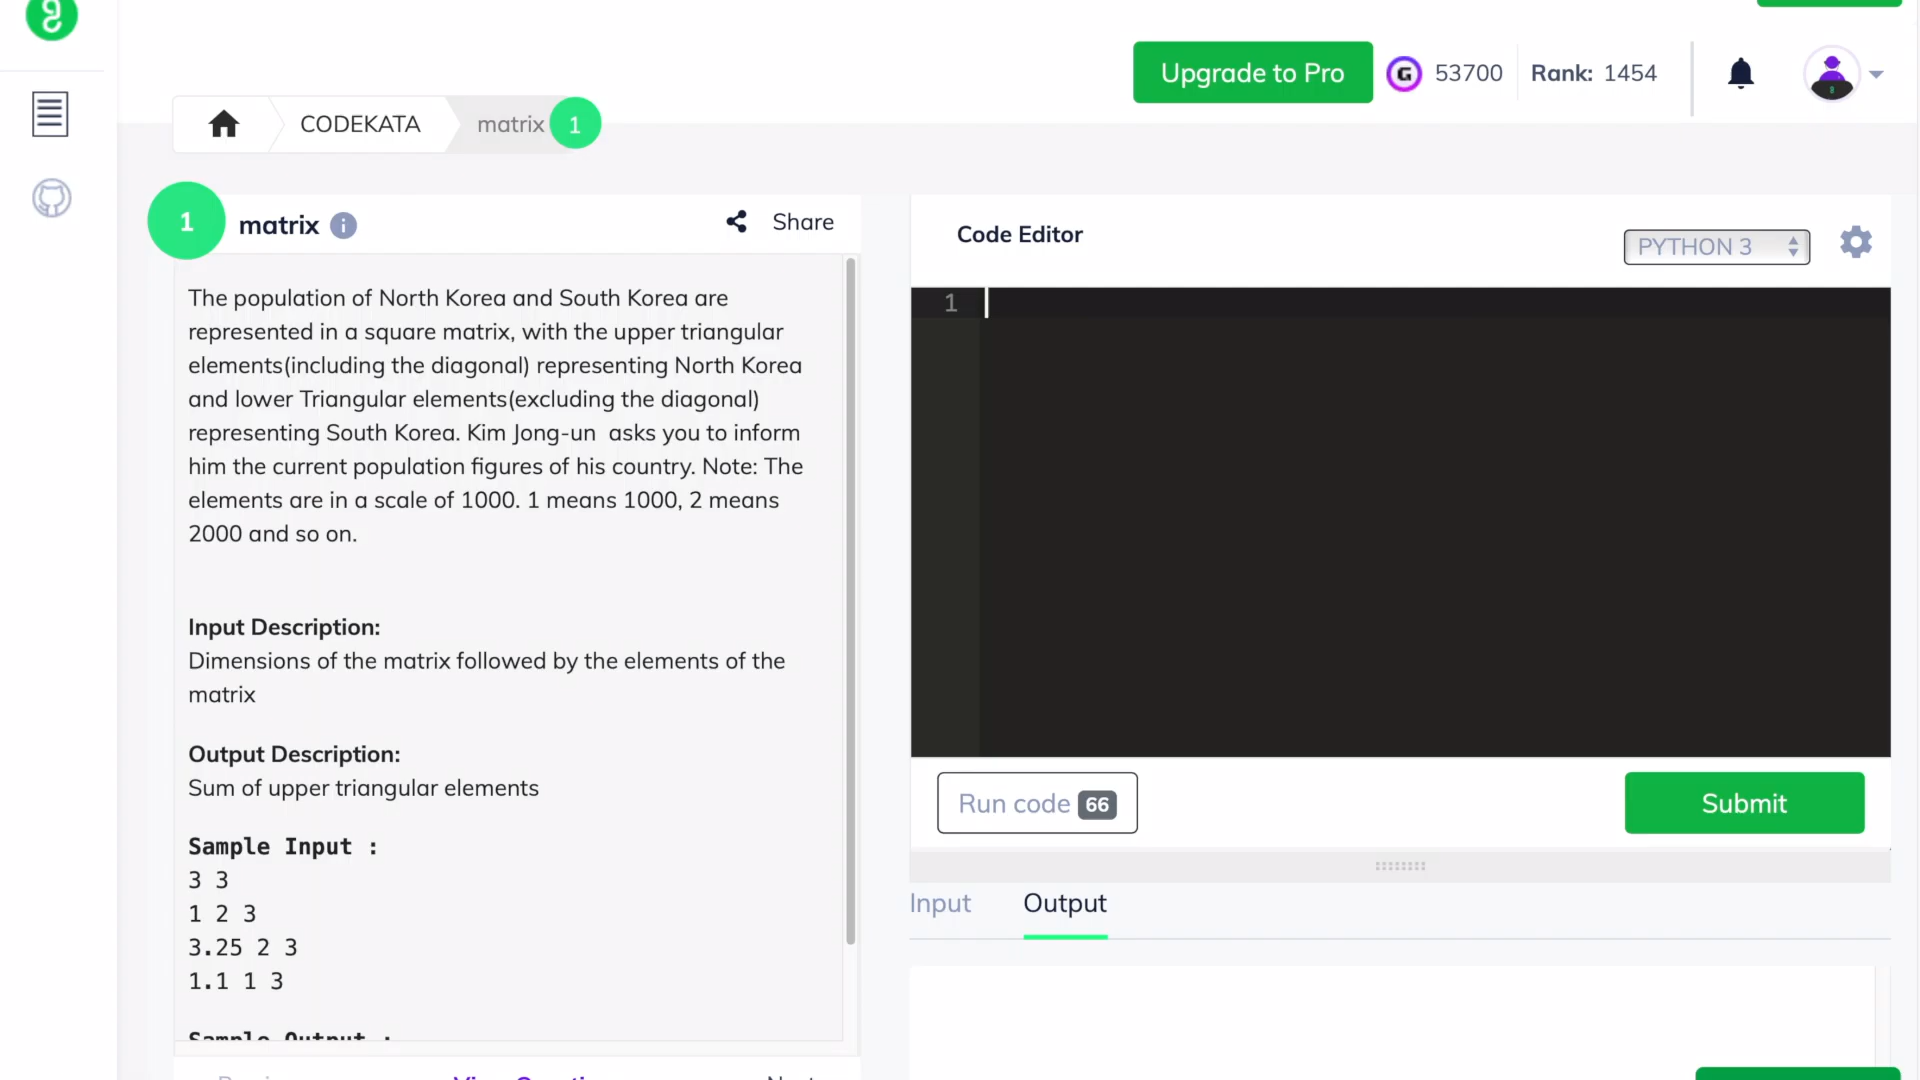 Upgrade to Pro
G
53700
Rank: 1454
CODEKATA
matrix 1
1
matrix
Share
The population of North Korea and South Korea are
represented in a square matrix, with the upper triangular
elements(including the diagonal) representing North Korea
and lower Triangular elements(excluding the diagonal)
representing South Korea. Kim Jong-un asks you to inform
him the current population figures of his country. Note: The
elements are in a scale of 1000. 1 means 1000, 2 means
2000 and so on.
Input Description:
Dimensions of the matrix followed by the elements of the
matrix
Output Description:
Sum of upper triangular elements
Sample Input :
3 3
1 2 3
3.25 2 3
1.1 1 3
Sample Output :
Next
Code Editor
PYTHON 3
1
Run code 66
Submit
Input
Output